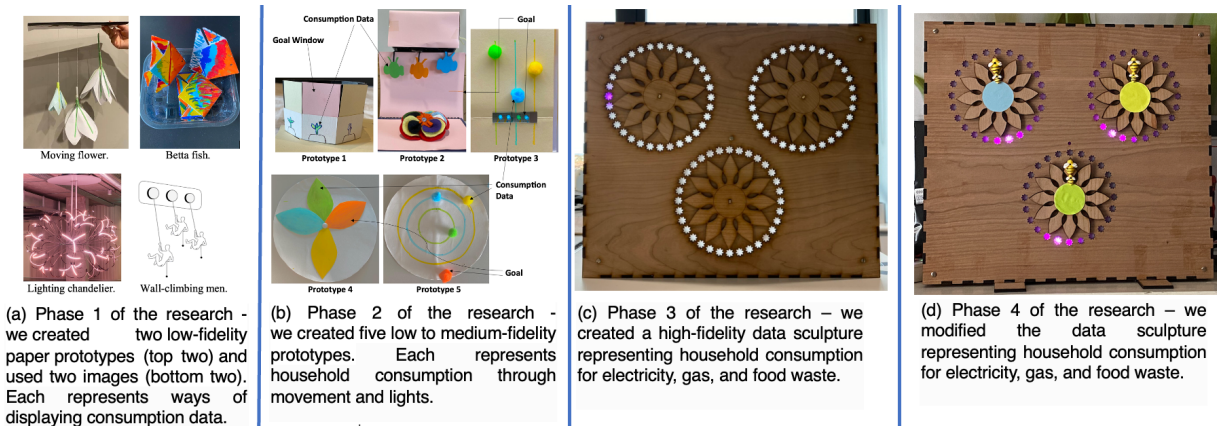 Moving flower.
Betta fish.
Lighting chandelier.
Wall-climbing men.
(a) Phase 1 of the research -
we created two low-fidelity
paper prototypes (top two) and
used two images (bottom two).
Each represents ways of
displaying consumption data.
Consumption Data
Goal
Goal Window
Prototype 1
Prototype 2
Prototype 3
Consumption
Data
Goal
Prototype 4
Prototype 5
(b) Phase 2 of the research -
we created five low to medium-fidelity
prototypes. Each represents
household consumption through
movement and lights.
(c) Phase 3 of the research – we
created a high-fidelity data sculpture
representing household consumption
for electricity, gas, and food waste.
(d) Phase 4 of the research – we
modified the data sculpture
representing household consumption
for electricity, gas, and food waste.